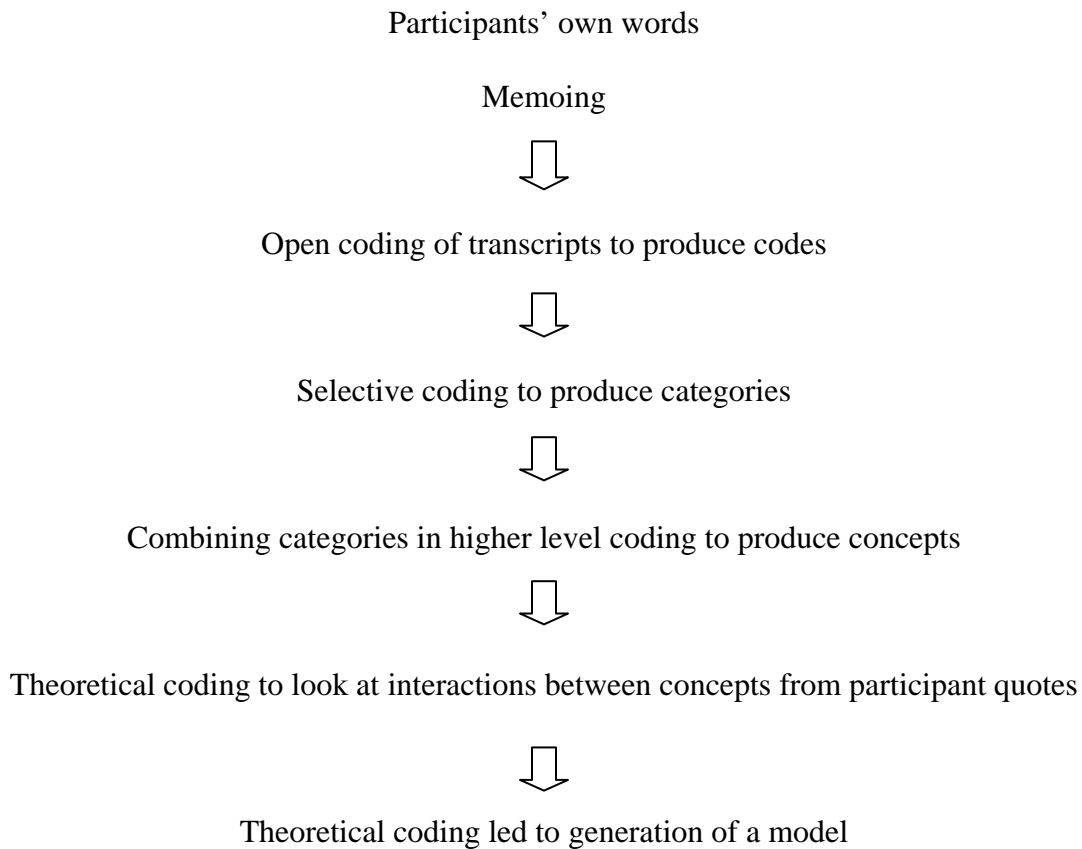 Participants’ own words
Memoing
Open coding of transcripts to produce codes
Selective coding to produce categories
Combining categories in higher level coding to produce concepts
Theoretical coding to look at interactions between concepts from participant quotes
Theoretical coding led to generation of a model